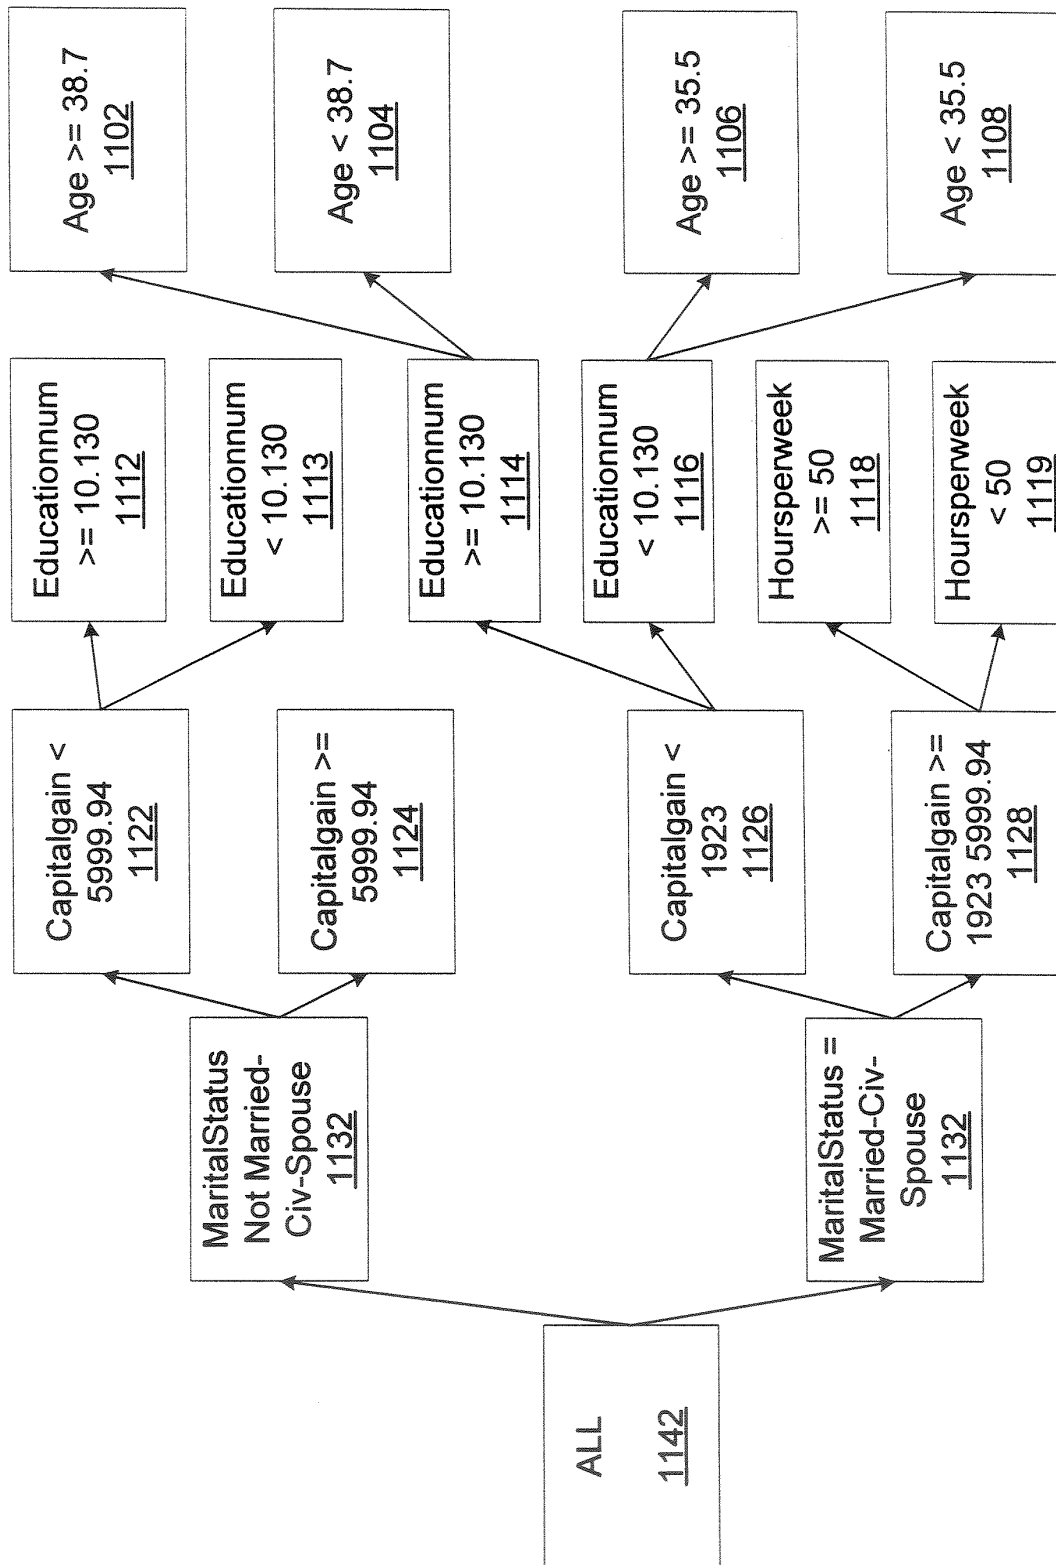 ALL
1142
MaritalStatus
Not Married-
Civ-Spouse
1132
MaritalStatus =
Married-Civ-
Spouse
1132
Capitalgain <
5999.94
1122
Capitalgain >=
5999.94
1124
Capitalgain <
1923
1126
Capitalgain >=
1923 5999.94
1128
Educationnum
>= 10.130
1112
Educationnum
< 10.130
1113
Educationnum
>= 10.130
1114
Educationnum
< 10.130
1116
Hoursperweek
>= 50
1118
Hoursperweek
< 50
1119
Age >= 38.7
1102
Age < 38.7
1104
Age >= 35.5
1106
Age < 35.5
1108